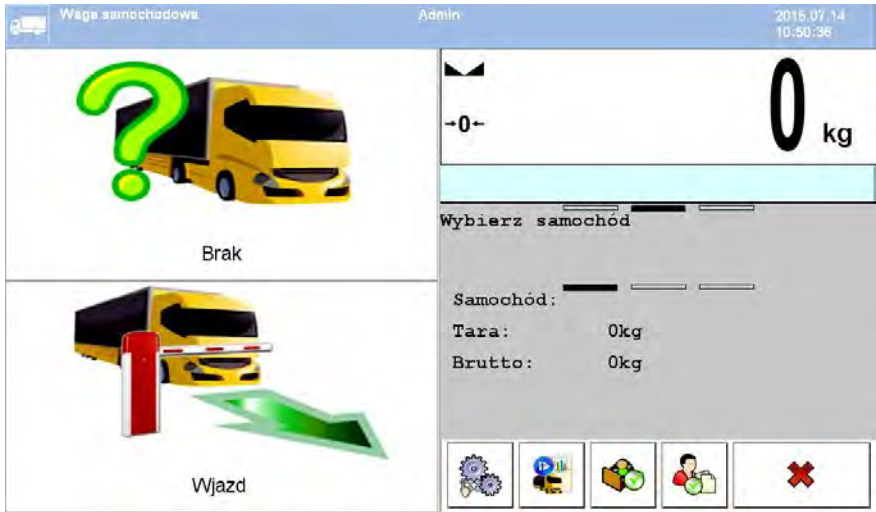 Waga samochodowa
Admin
2015.07.14
10:50:36
Brak
Wjazd
→0←
0 kg
Wybierz samochód
Samochód:
Tara: 0kg
Brutto: 0kg